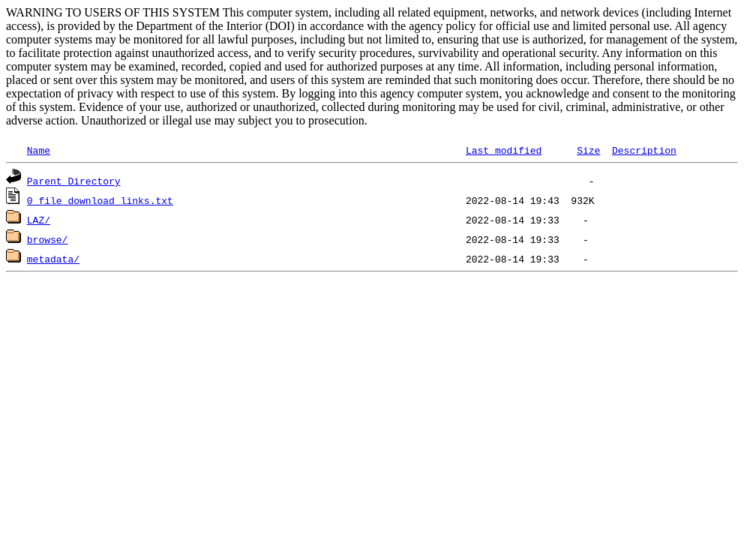 WARNING TO USERS OF THIS SYSTEM This computer system, including all related equipment, networks, and network devices (including Internet
access), is provided by the Department of the Interior (DOI) in accordance with the agency policy for official use and limited personal use. All agency
computer systems may be monitored for all lawful purposes, including but not limited to, ensuring that use is authorized, for management of the system,
to facilitate protection against unauthorized access, and to verify security procedures, survivability and operational security. Any information on this
computer system may be examined, recorded, copied and used for authorized purposes at any time. All information, including personal information,
placed or sent over this system may be monitored, and users of this system are reminded that such monitoring does occur. Therefore, there should be no
expectation of privacy with respect to use of this system. By logging into this agency computer system, you acknowledge and consent to the monitoring
of this system. Evidence of your use, authorized or unauthorized, collected during monitoring may be used for civil, criminal, administrative, or other
adverse action. Unauthorized or illegal use may subject you to prosecution.
Name Last modified Size Description
Parent Directory -
0_file_download_links.txt 2022-08-14 19:43 932K
LAZ/ 2022-08-14 19:33 -
browse/ 2022-08-14 19:33 -
metadata/ 2022-08-14 19:33 -